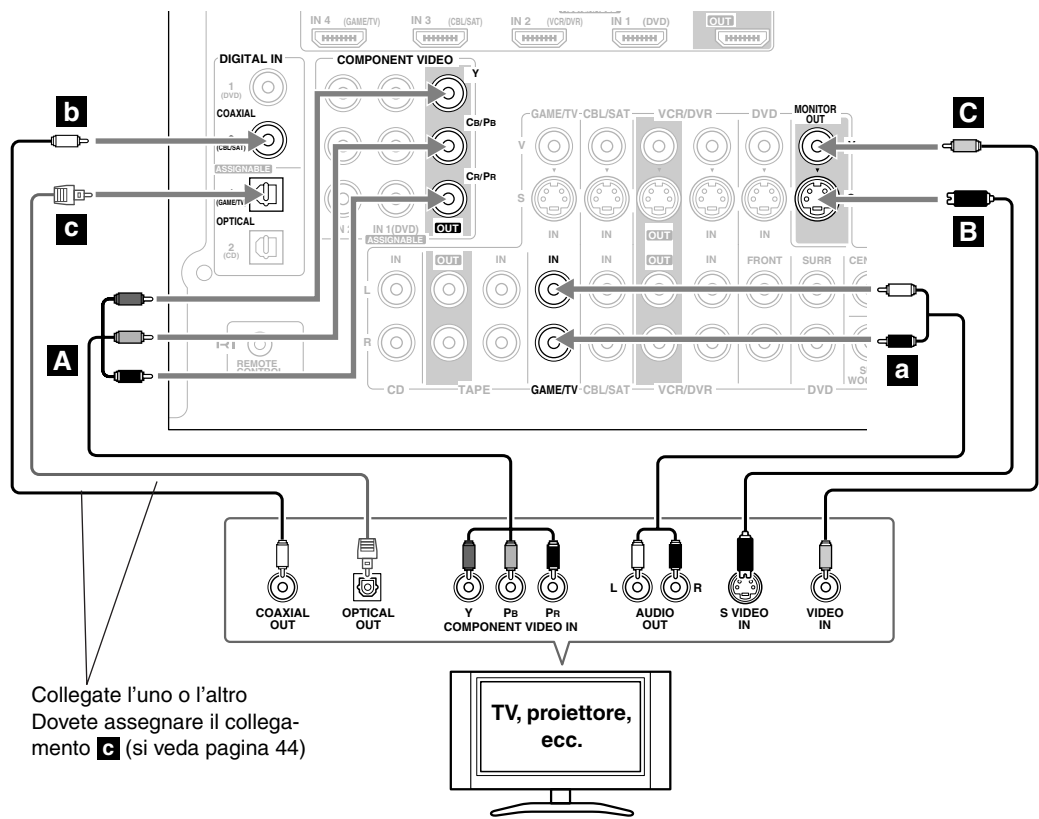 IN 4 (GAME/TV) IN 3 (CBL/SAT) IN 2 (VCR/DVR) IN 1 (DVD) OUT
DIGITAL IN
COMPONENT VIDEO
Y
1
(DVD)
b
COAXIAL
(CBL/SAT)
CB/PB
GAME/TV CBL/SAT VCR/DVR DVD MONITOR
OUT
C
V
ASSIGNABLE
CR/PR
c
(GAME/TV)
S
OPTICAL
IN 1(DVD) OUT
ASSIGNABLE
IN IN OUT IN IN
B
2
(CD)
IN OUT IN IN IN OUT IN FRONT SURR
L
A
R
REMOTE
CONTROL
a
CD TAPE GAME/TV CBL/SAT VCR/DVR DVD
L R
COAXIAL
OUT
OPTICAL
OUT
Y PB PR
COMPONENT VIDEO IN
AUDIO
OUT
S VIDEO
IN
VIDEO
IN
Collegate l'uno o l'altro
Dovete assegnare il collega-
mento c (si veda pagina 44)
TV, proiettore,
ecc.